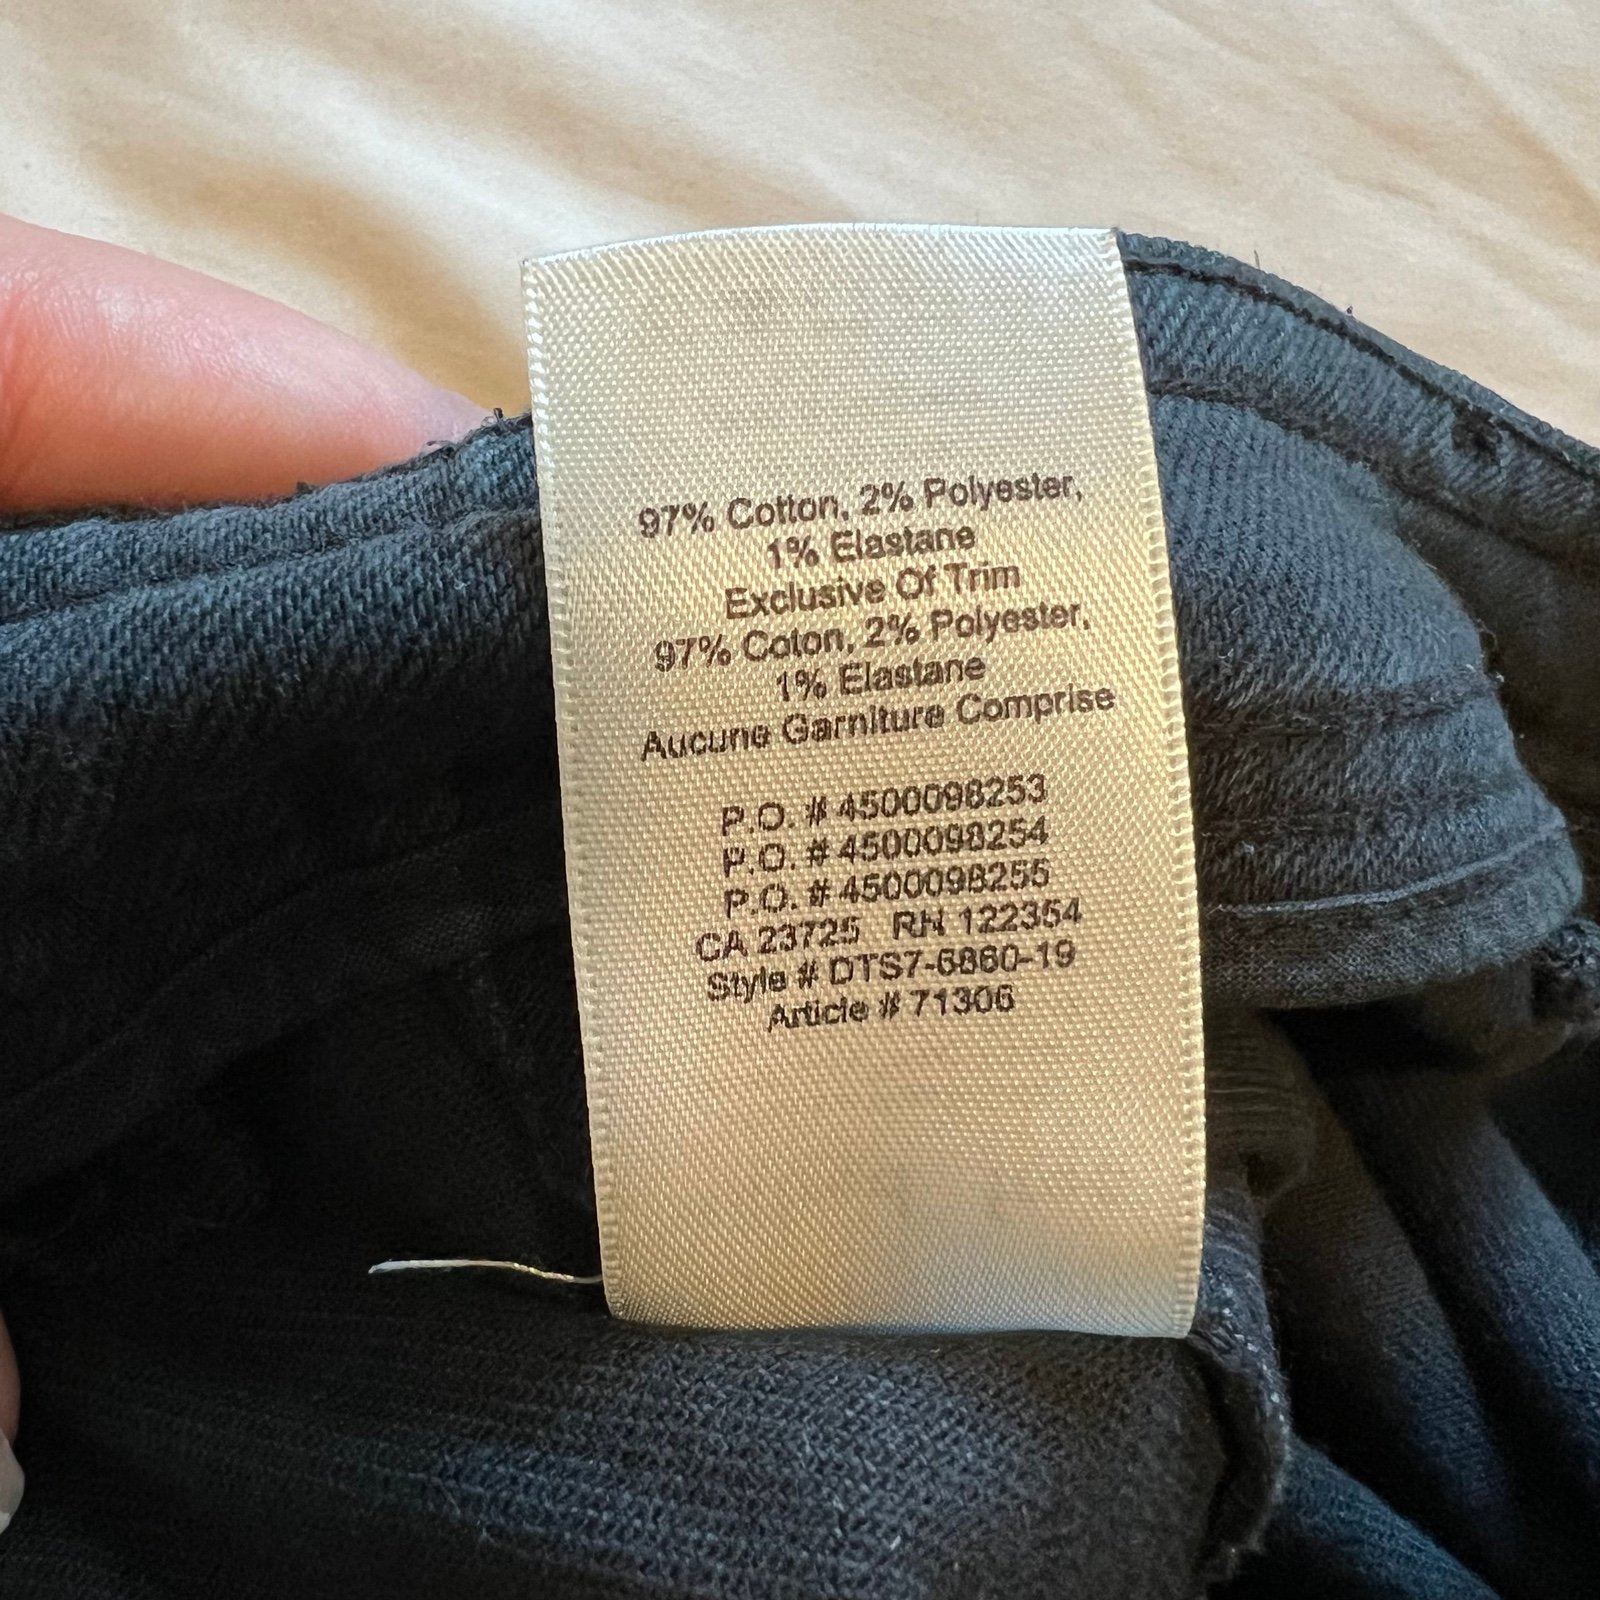 97% Cotton, 2% Polyester,
1% Elastane
Exclusive Of Trim
97% Coton, 2% Polyester,
1% Elastane
Aucune Garniture Comprise
P.O. # 4500098253
P.O. # 4500098254
P.O. # 4500098255
CA 23725 RN 122354
Style # DTS7-6860-19
Article # 71306